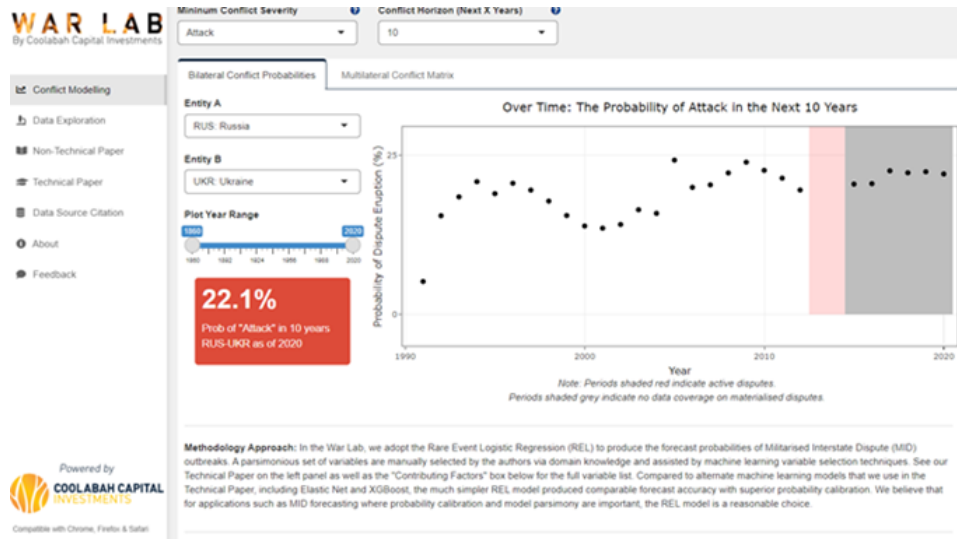 WAR LAB
By Coolabah Capital Investments
Conflict Modelling
Data Exploration
Non-Technical Paper
Technical Paper
Data Source Citation
About
Feedback
Powered by
COOLABAH CAPITAL
INVESTMENTS
Compatible with Chrome, Firefox & Safari
Mininum Conflict Severity
Attack
Conflict Horizon (Next X Years)
10
Bilateral Conflict Probabilities
Multilateral Conflict Matrix
Entity A
RUS: Russia
Entity B
UKR: Ukraine
Plot Year Range
1860
2020
1860 1892 1924 1956 1988 2020
22.1%
Prob of "Attack" in 10 years
RUS-UKR as of 2020
Over Time: The Probability of Attack in the Next 10 Years
Probability of Dispute Eruption (%)
25
0
1990 2000 2010 2020
Year
Note: Periods shaded red indicate active disputes.
Periods shaded grey indicate no data coverage on materialised disputes.
Methodology Approach: In the War Lab, we adopt the Rare Event Logistic Regression (REL) to produce the forecast probabilities of Militarised Interstate Dispute (MID)
outbreaks. A parsimonious set of variables are manually selected by the authors via domain knowledge and assisted by machine learning variable selection techniques. See our
Technical Paper on the left panel as well as the "Contributing Factors" box below for the full variable list. Compared to alternate machine learning models that we use in the
Technical Paper, including Elastic Net and XGBoost, the much simpler REL model produced comparable forecast accuracy with superior probability calibration. We believe that
for applications such as MID forecasting where probability calibration and model parsimony are important, the REL model is a reasonable choice.